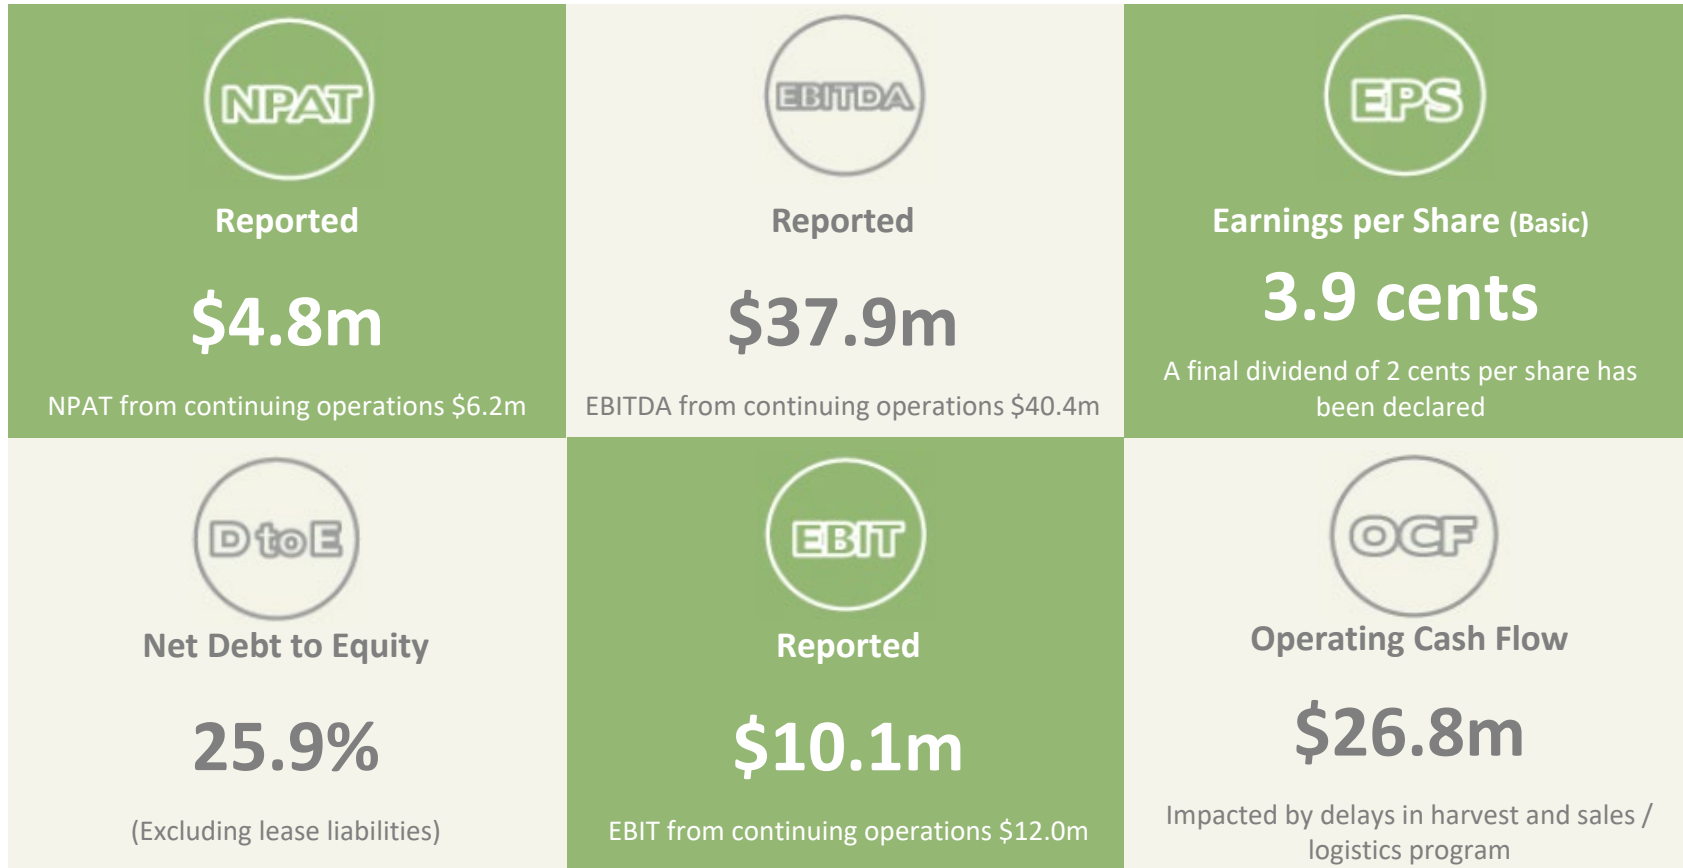 NPAT
Reported
$4.8m
NPAT from continuing operations $6.2m
EBITDA
Reported
$37.9m
EBITDA from continuing operations $40.4m
EPS
Earnings per Share (Basic)
3.9 cents
A final dividend of 2 cents per share has
been declared
D to E
Net Debt to Equity
25.9%
(Excluding lease liabilities)
EBIT
Reported
$10.1m
EBIT from continuing operations $12.0m
OCF
Operating Cash Flow
$26.8m
Impacted by delays in harvest and sales /
logistics program